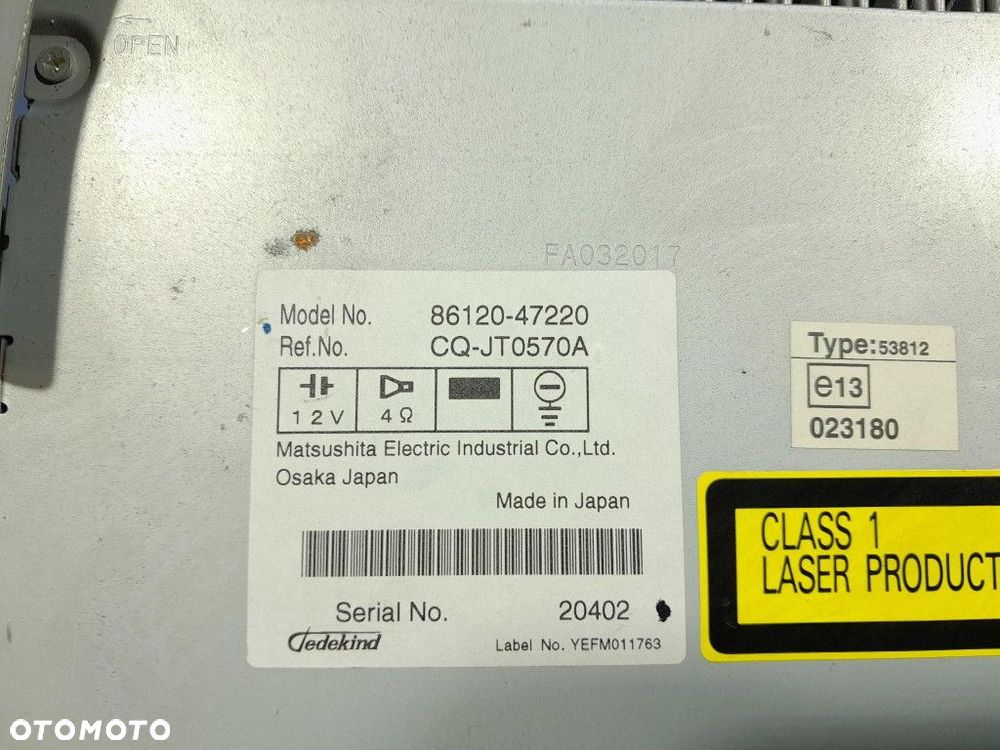 OPEN
FA032017
Model No. 86120-47220
Ref.No. CQ-JT0570A
12V 4Ω
Matsushita Electric Industrial Co.,Ltd.
Osaka Japan
Made in Japan
Serial No. 20402
Jedekind Label No. YEFM011763
Type:53812
e13
023180
CLASS 1
LASER PRODUCT
OTOMOTO